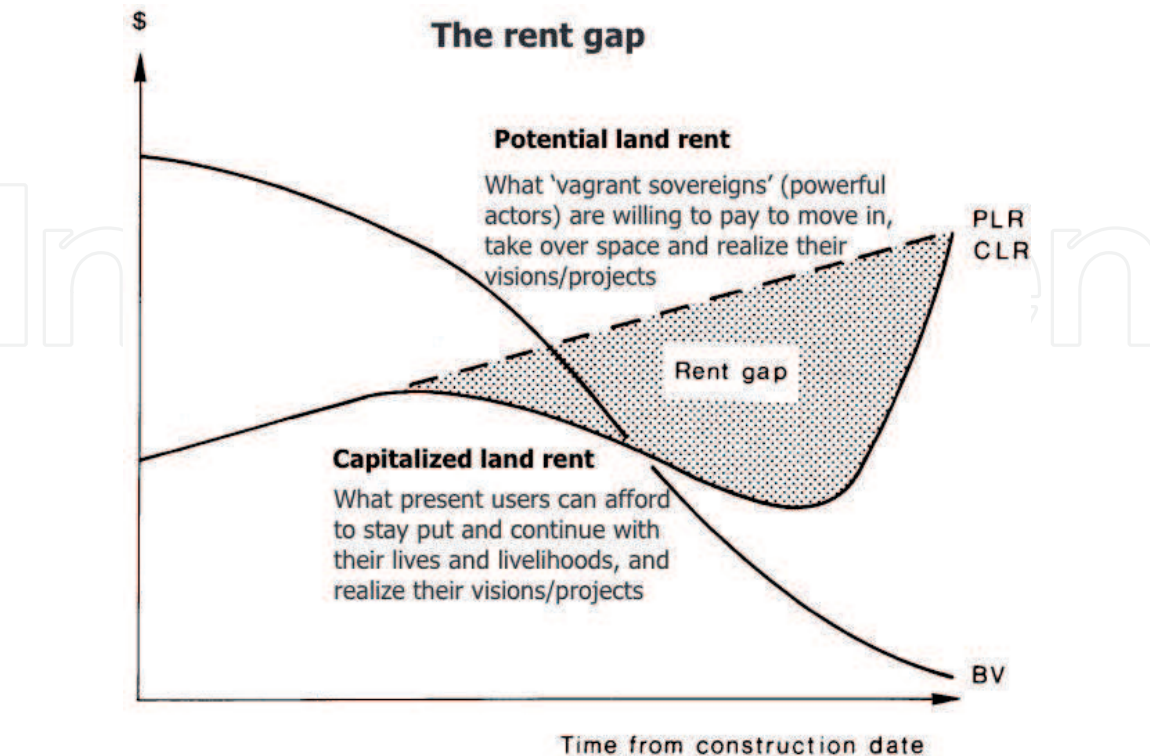 $
The rent gap
Potential land rent
What ‘vagrant sovereigns’ (powerful
actors) are willing to pay to move in,
take over space and realize their
visions/projects
PLR
CLR
Rent gap
Capitalized land rent
What present users can afford
to stay put and continue with
their lives and livelihoods, and
realize their visions/projects
BV
Time from construction date